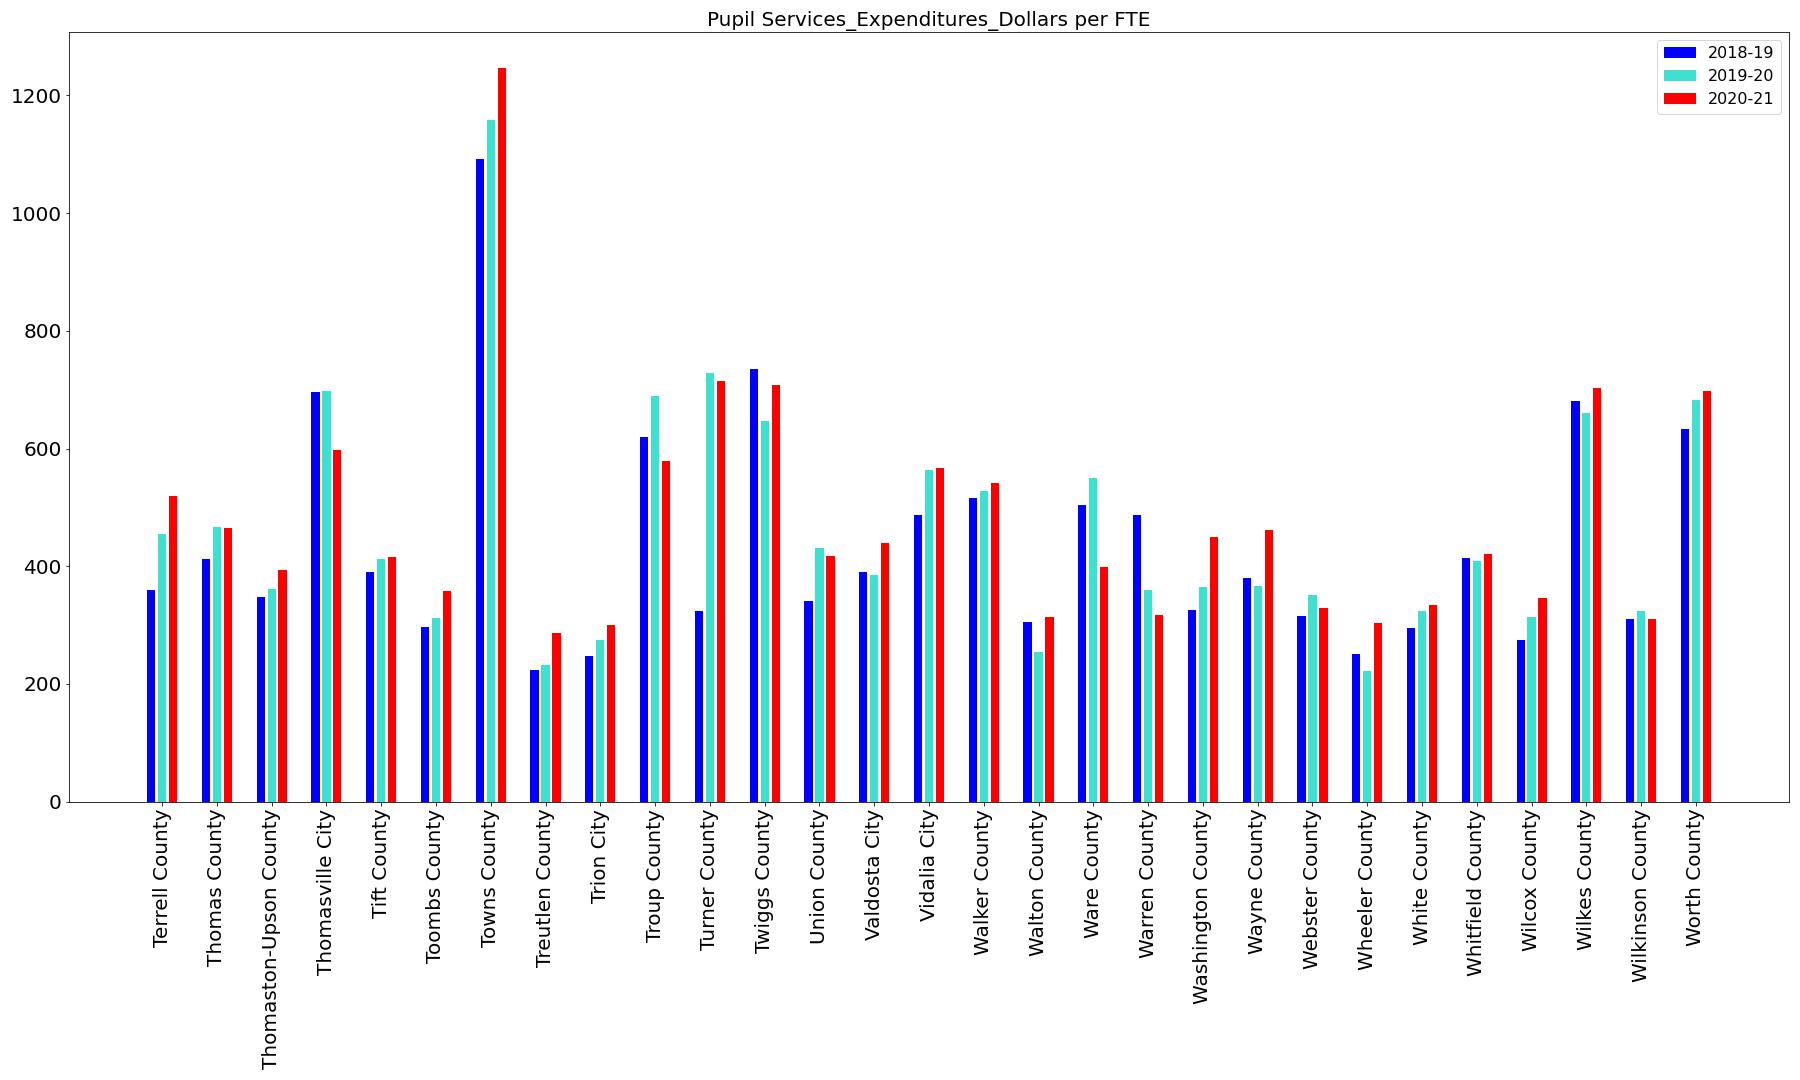 Pupil Services_Expenditures_Dollars per FTE
2018-19
2019-20
2020-21
1200
1000
800
600
400
200
0
Terrell County
Thomas County
Thomaston-Upson County
Thomasville City
Tift County
Toombs County
Towns County
Treutlen County
Trion City
Troup County
Turner County
Twiggs County
Union County
Valdosta City
Vidalia City
Walker County
Walton County
Ware County
Warren County
Washington County
Wayne County
Webster County
Wheeler County
White County
Whitfield County
Wilcox County
Wilkes County
Wilkinson County
Worth County